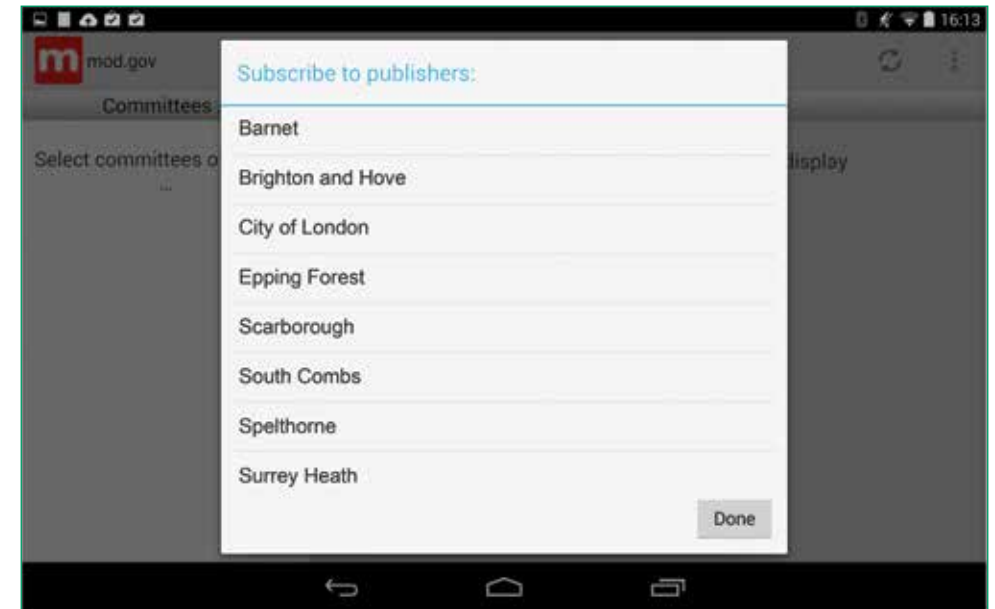 16:13
m mod.gov
Subscribe to publishers:
Committees
Barnet
Select committees o
display
...
Brighton and Hove
City of London
Epping Forest
Scarborough
South Combs
Spelthorne
Surrey Heath
Done